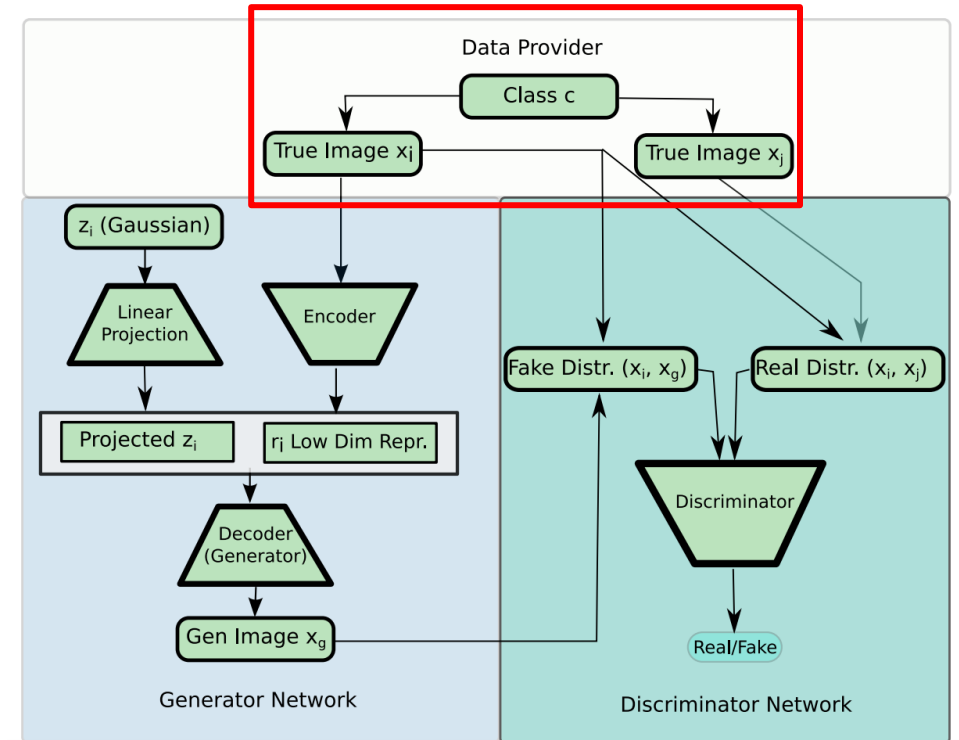 Data Provider
Class c
True Image xi
True Image xj
zi (Gaussian)
Linear
Projection
Encoder
Fake Distr. (xi, xg)
Real Distr. (xi, xj)
Projected zi
ri Low Dim Repr.
Discriminator
Decoder
(Generator)
Gen Image xg
Real/Fake
Generator Network
Discriminator Network